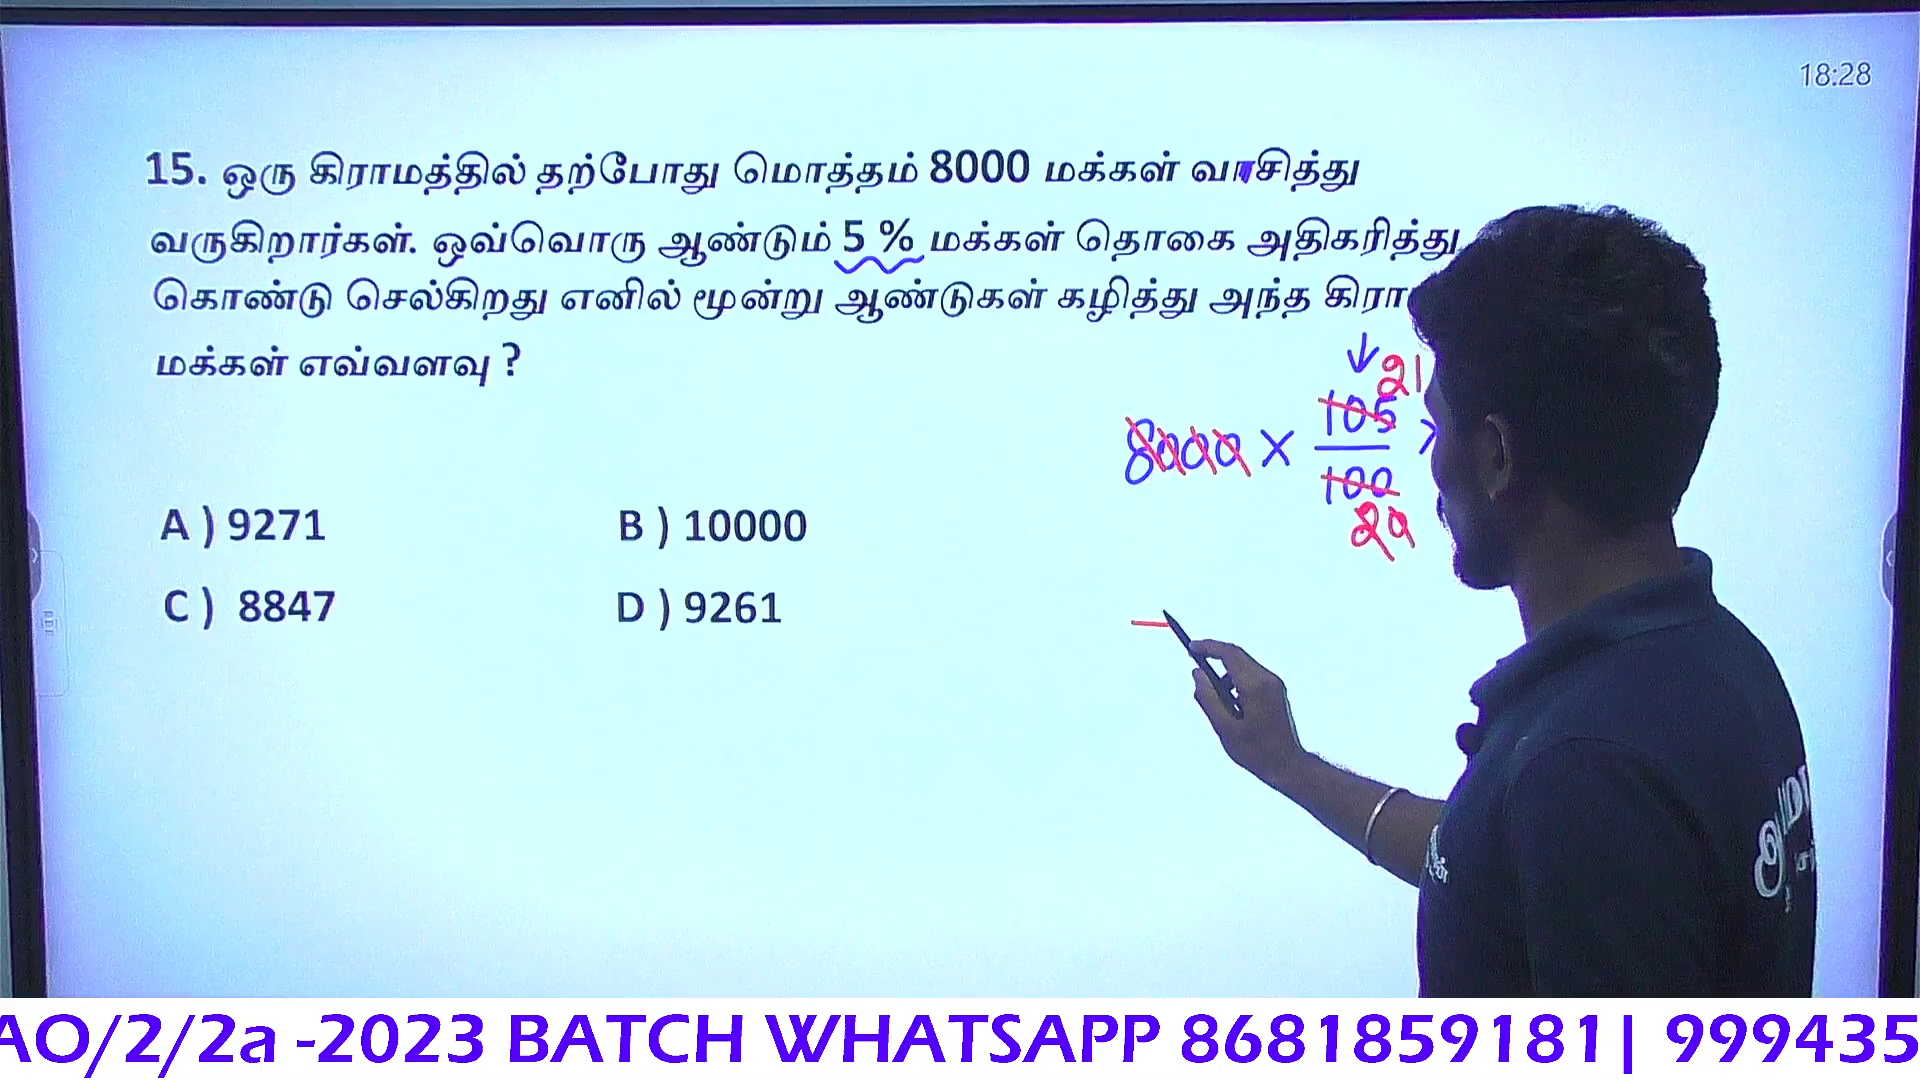 18:28
15. ஒரு கிராமத்தில் தற்போது மொத்தம் 8000 மக்கள் வாசித்து
வருகிறார்கள். ஒவ்வொரு ஆண்டும் 5 % மக்கள் தொகை அதிகரித்து
கொண்டு செல்கிறது எனில் மூன்று ஆண்டுகள் கழித்து அந்த கிரா
மக்கள் எவ்வளவு ?
21
8000 × 105/100 ×
20
A ) 9271 B ) 10000
C ) 8847 D ) 9261
AO/2/2a -2023 BATCH WHATSAPP 8681859181| 999435